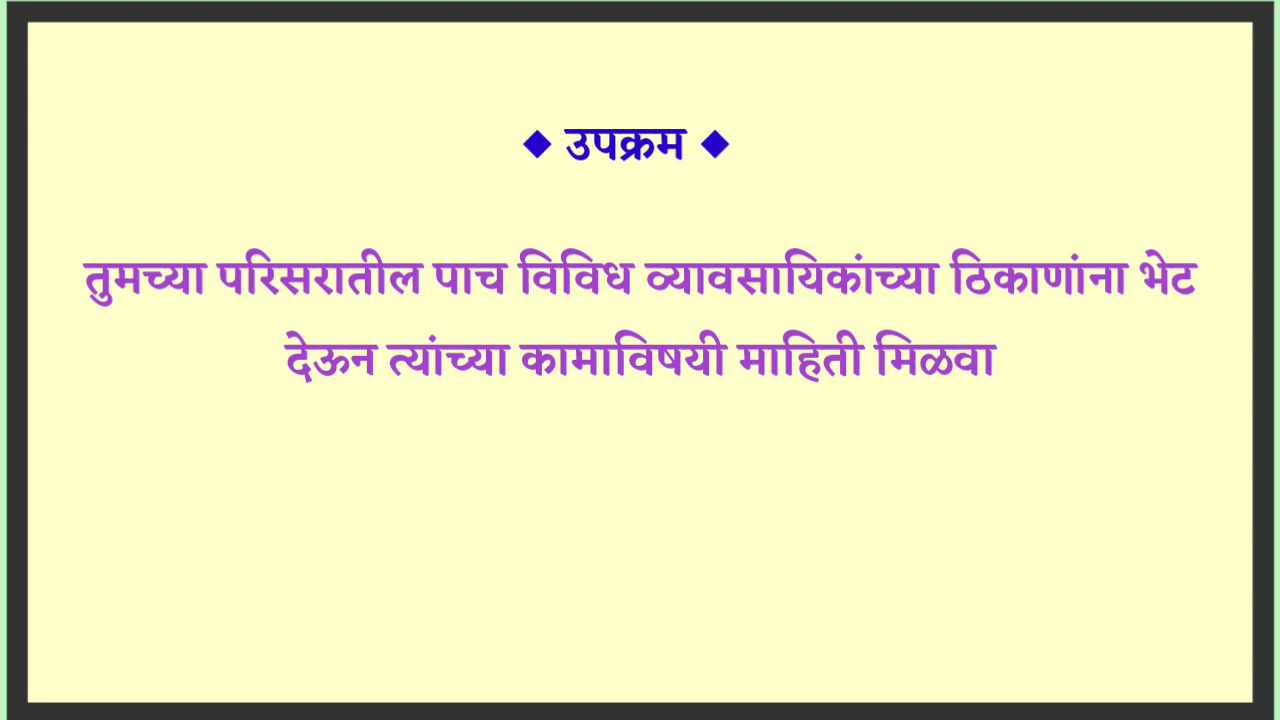 ◆ उपक्रम ◆
तुमच्या परिसरातील पाच विविध व्यावसायिकांच्या ठिकाणांना भेट
देऊन त्यांच्या कामाविषयी माहिती मिळवा